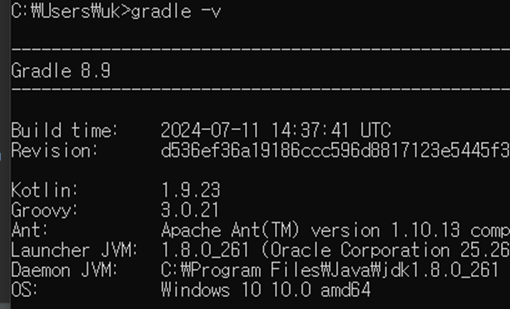 C:₩Users₩uk>gradle -v
------------------------------------------------------------
Gradle 8.9
------------------------------------------------------------
Build time: 2024-07-11 14:37:41 UTC
Revision: d536ef36a19186ccc596d8817123e5445f3
Kotlin: 1.9.23
Groovy: 3.0.21
Ant: Apache Ant(TM) version 1.10.13 comp
Launcher JVM: 1.8.0_261 (Oracle Corporation 25.26
Daemon JVM: C:₩Program Files₩Java₩jdk1.8.0_261
OS: Windows 10 10.0 amd64